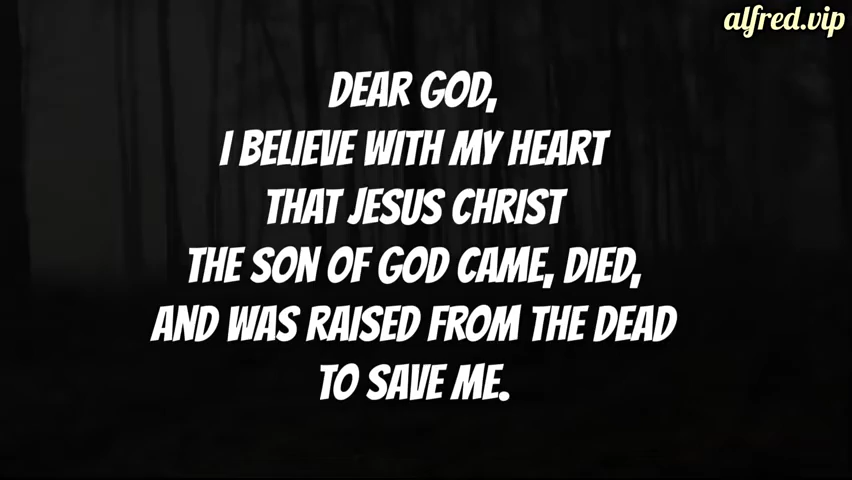 alfred.vip
DEAR GOD,
I BELIEVE WITH MY HEART
THAT JESUS CHRIST
THE SON OF GOD CAME, DIED,
AND WAS RAISED FROM THE DEAD
TO SAVE ME.